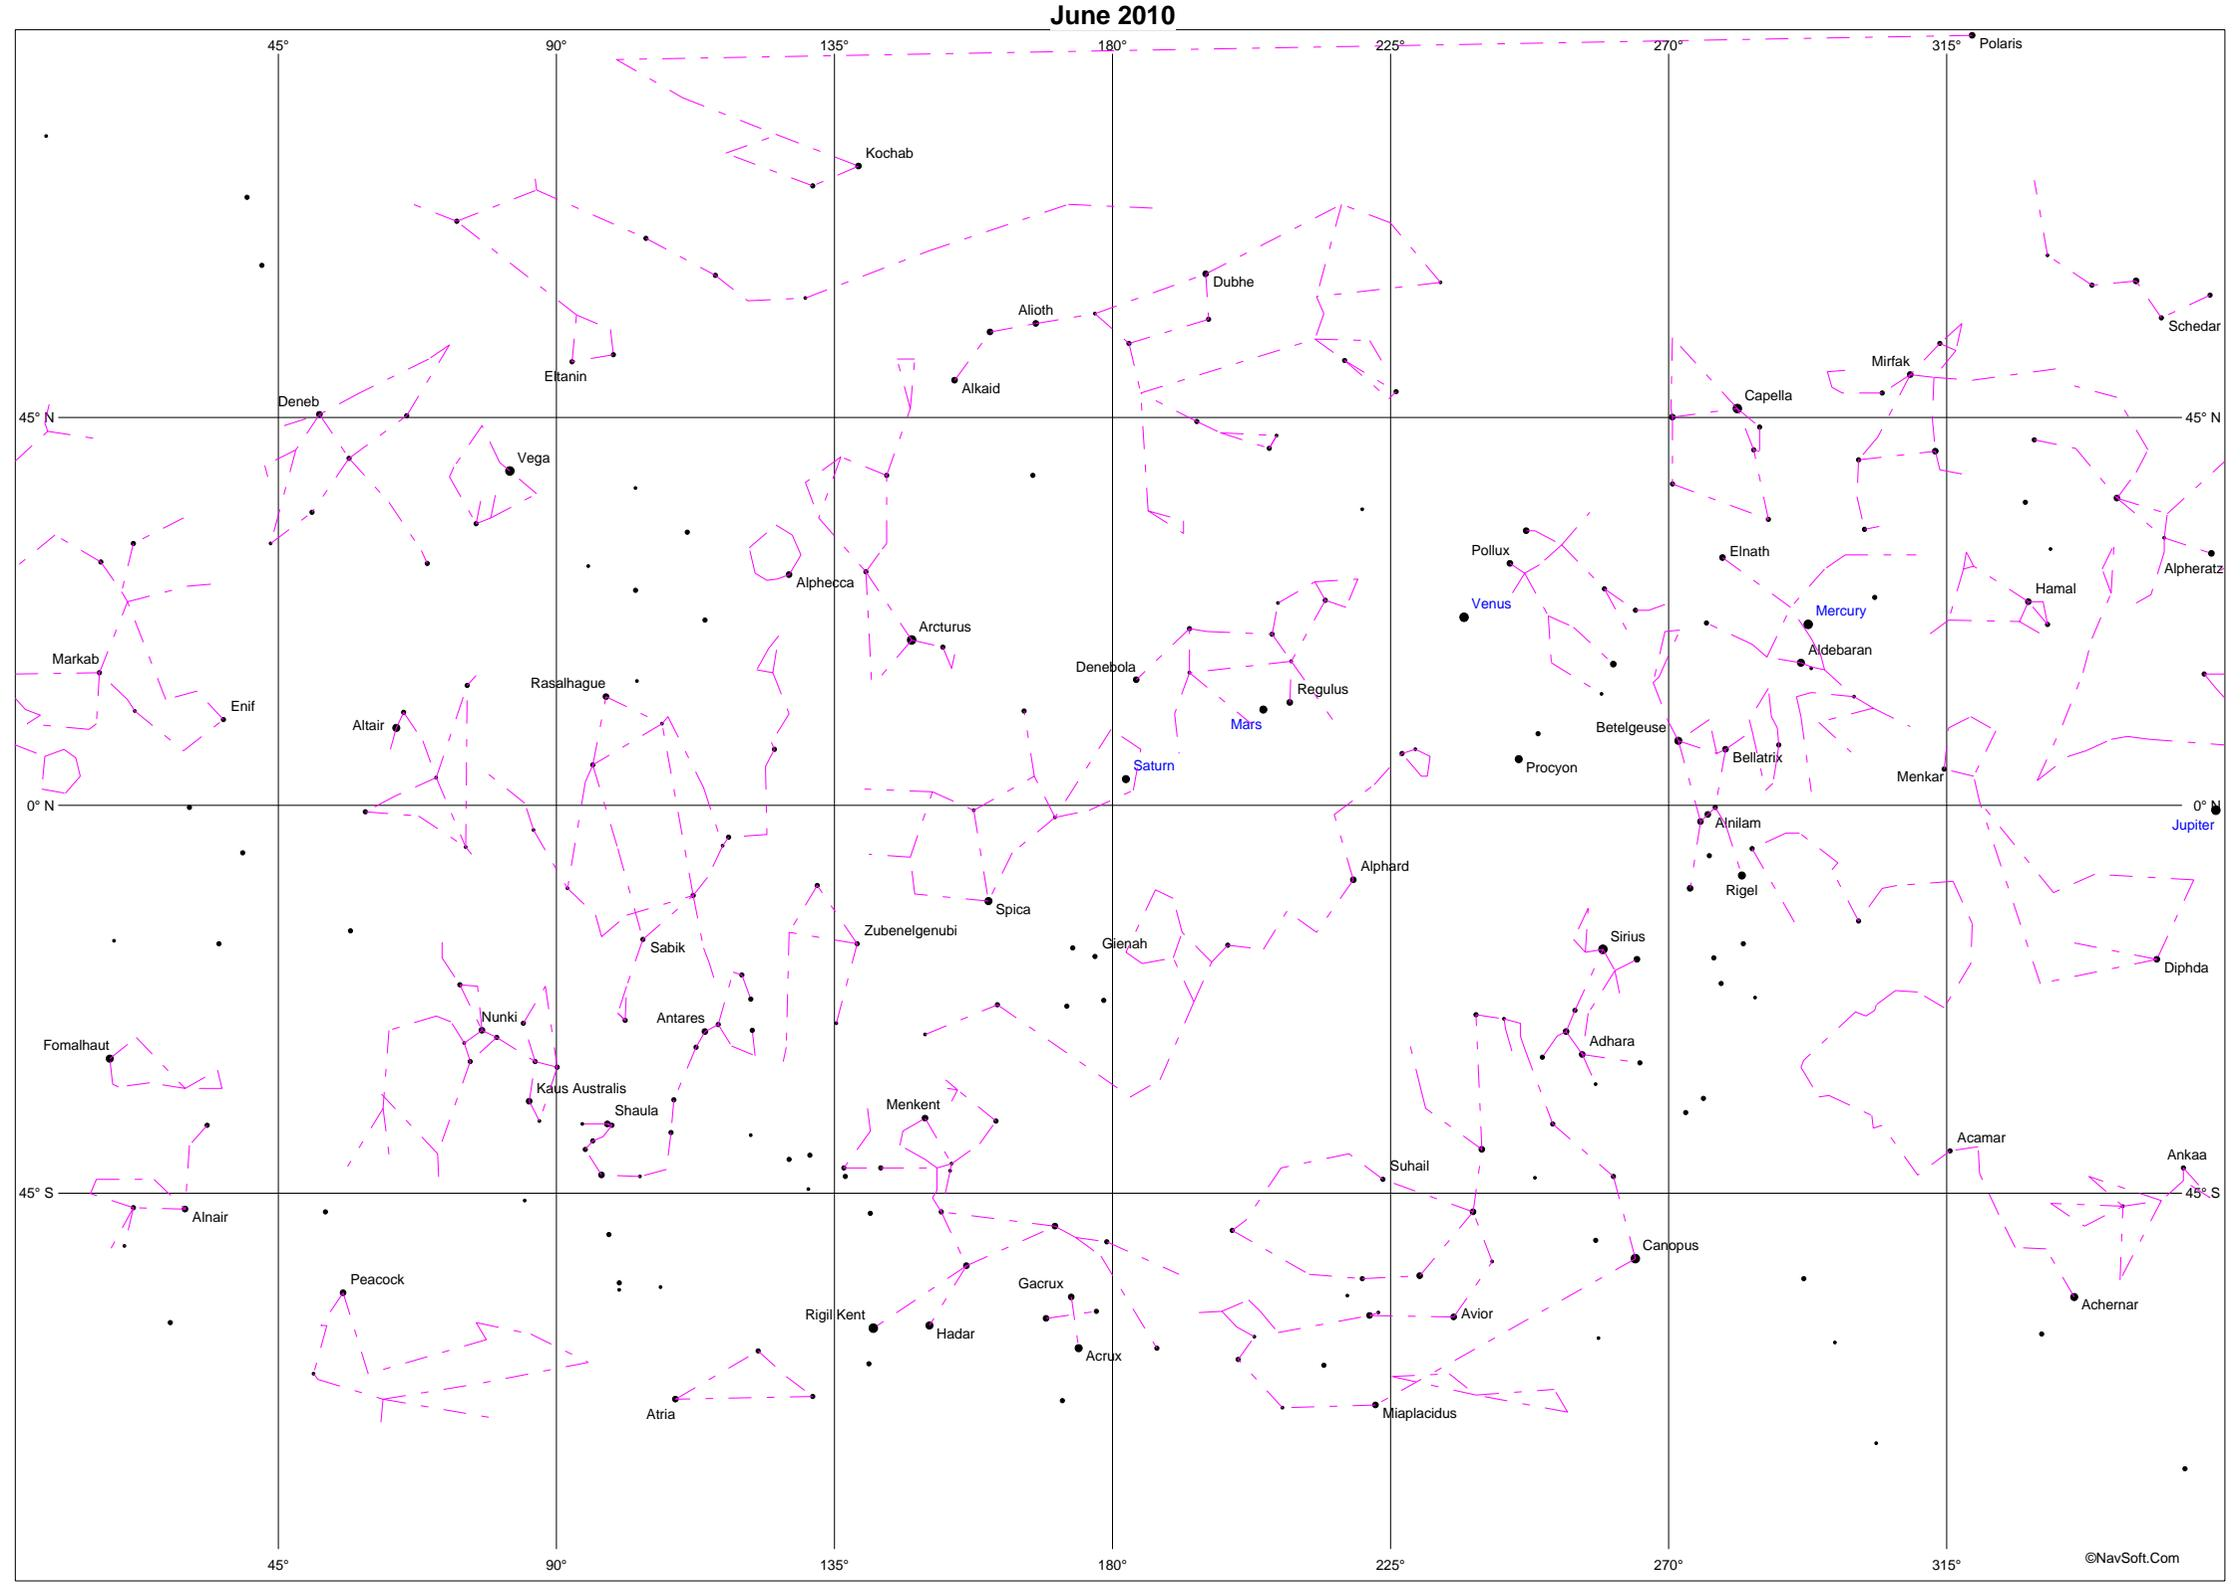 June 2010
45° 90° 135° 180° 225° 270° 315°
Polaris
Kochab
Dubhe
Alioth
Schedar
Mirfak
Eltanin
Alkaid
Capella
Deneb
45° N 45° N
Vega
Pollux
Elnath
Alpheratz
Alphecca
Hamal
Venus
Mercury
Arcturus
Aldebaran
Markab
Denebola
Rasalhague
Regulus
Enif
Mars
Altair
Betelgeuse
Bellatrix
Saturn
Procyon
Menkar
0° N 0° N
Alnilam
Jupiter
Alphard
Rigel
Spica
Zubenelgenubi
Sirius
Gienah
Sabik
Diphda
Nunki
Antares
Fomalhaut
Adhara
Kaus Australis
Menkent
Shaula
Acamar
Ankaa
Suhail
45° S 45° S
Alnair
Canopus
Peacock
Gacrux
Achernar
Rigil Kent
Avior
Hadar
Acrux
Atria
Miaplacidus
©NavSoft.Com
45° 90° 135° 180° 225° 270° 315°